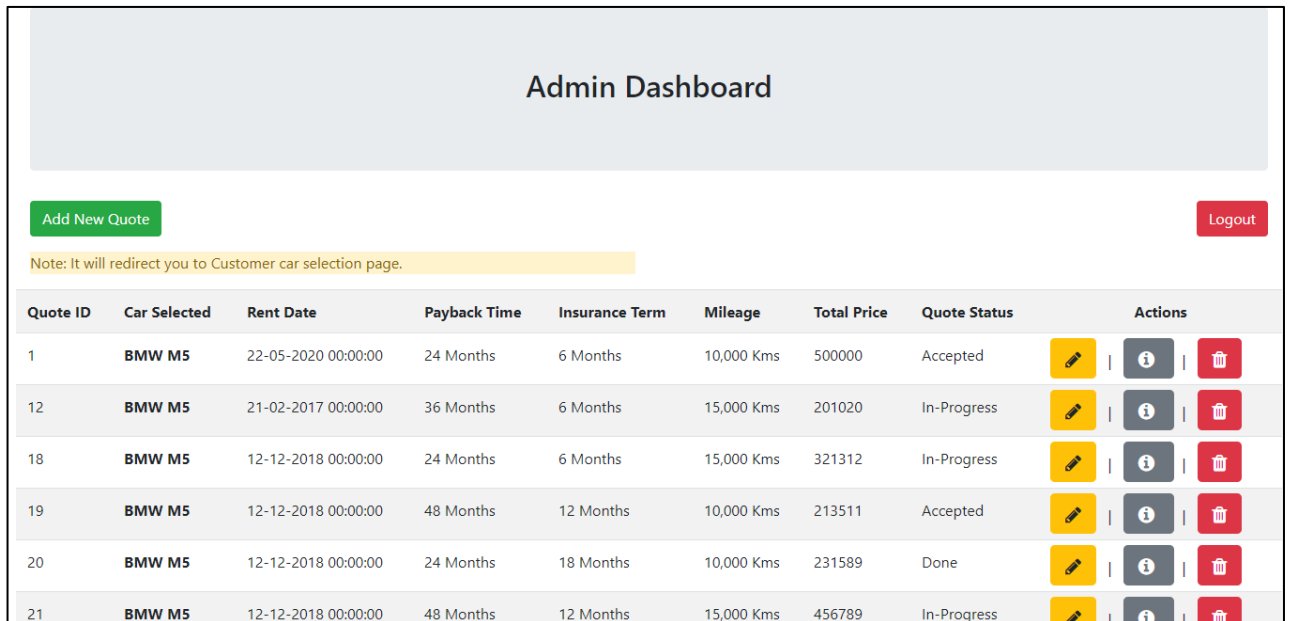 Admin Dashboard
Add New Quote
Logout
Note: It will redirect you to Customer car selection page.
Quote ID Car Selected Rent Date Payback Time Insurance Term Mileage Total Price Quote Status Actions
1 BMW M5 22-05-2020 00:00:00 24 Months 6 Months 10,000 Kms 500000 Accepted | |
12 BMW M5 21-02-2017 00:00:00 36 Months 6 Months 15,000 Kms 201020 In-Progress | |
18 BMW M5 12-12-2018 00:00:00 24 Months 6 Months 15,000 Kms 321312 In-Progress | |
19 BMW M5 12-12-2018 00:00:00 48 Months 12 Months 10,000 Kms 213511 Accepted | |
20 BMW M5 12-12-2018 00:00:00 24 Months 18 Months 10,000 Kms 231589 Done | |
21 BMW M5 12-12-2018 00:00:00 48 Months 12 Months 15,000 Kms 456789 In-Progress | |